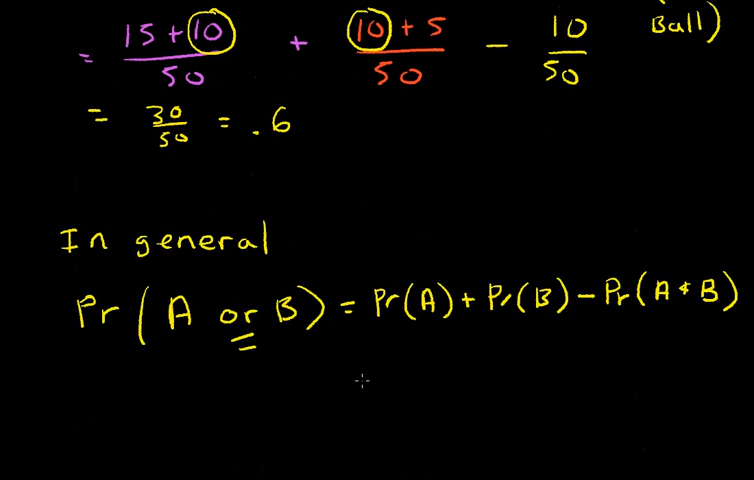 = 15 + 10 / 50 + 10 + 5 / 50 - 10 / 50 Ball)
= 30 / 50 = .6
In general
Pr( A or B ) = Pr(A) + Pr(B) - Pr( A & B )